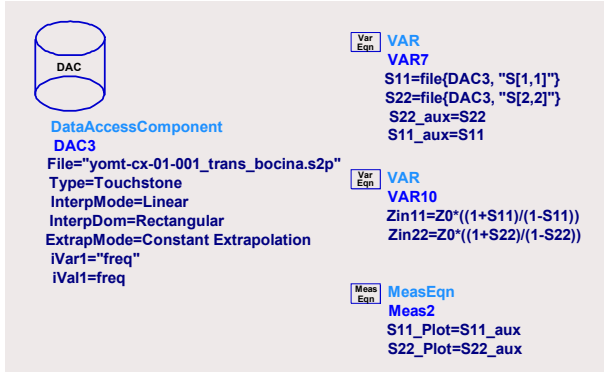 DAC
DataAccessComponent
DAC3
File="yomt-cx-01-001_trans_bocina.s2p"
Type=Touchstone
InterpMode=Linear
InterpDom=Rectangular
ExtrapMode=Constant Extrapolation
iVar1="freq"
iVal1=freq
Var
Eqn
VAR
VAR7
S11=file{DAC3, "S[1,1]"}
S22=file{DAC3, "S[2,2]"}
S22_aux=S22
S11_aux=S11
Var
Eqn
VAR
VAR10
Zin11=Z0*((1+S11)/(1-S11))
Zin22=Z0*((1+S22)/(1-S22))
Meas
Eqn
MeasEqn
Meas2
S11_Plot=S11_aux
S22_Plot=S22_aux